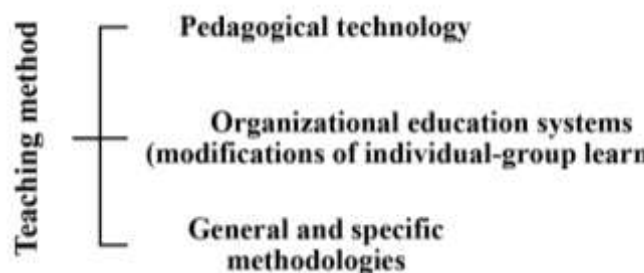 Teaching method
Pedagogical technology
Organizational education systems
(modifications of individual-group learn
General and specific
methodologies